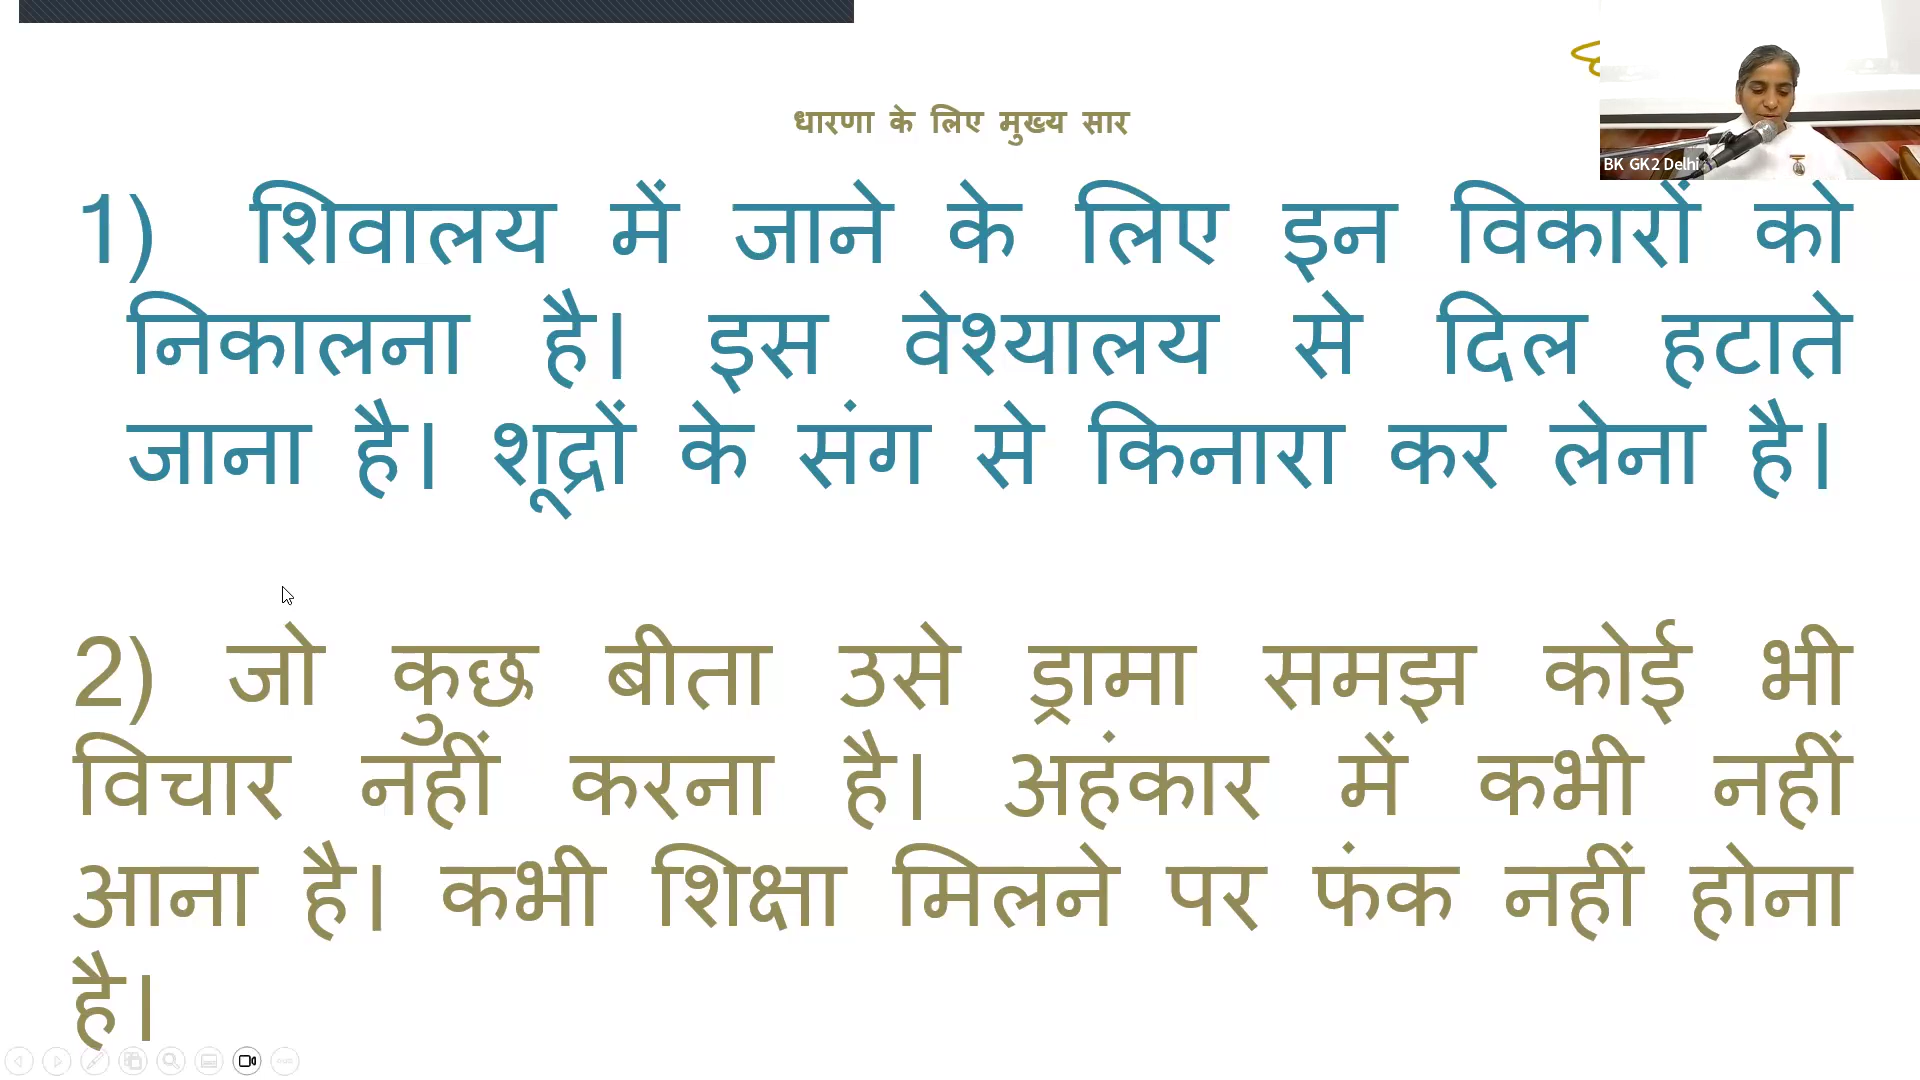 धारणा के लिए मुख्य सार
BK GK2 Delhi
1) शिवालय में जाने के लिए इन विकारों को
निकालना है। इस वेश्यालय से दिल हटाते
जाना है। शूद्रों के संग से किनारा कर लेना है।
2) जो कुछ बीता उसे ड्रामा समझ कोई भी
विचार नहीं करना है। अहंकार में कभी नहीं
आना है। कभी शिक्षा मिलने पर फंक नहीं होना
है।